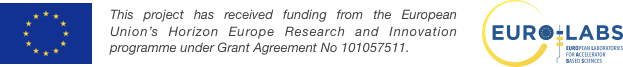 This project has received funding from the European
Union's Horizon Europe Research and Innovation
programme under Grant Agreement No 101057511.
EURO-LABS
EUROPEAN LABORATORIES
FOR ACCELERATOR
BASED SCIENCES